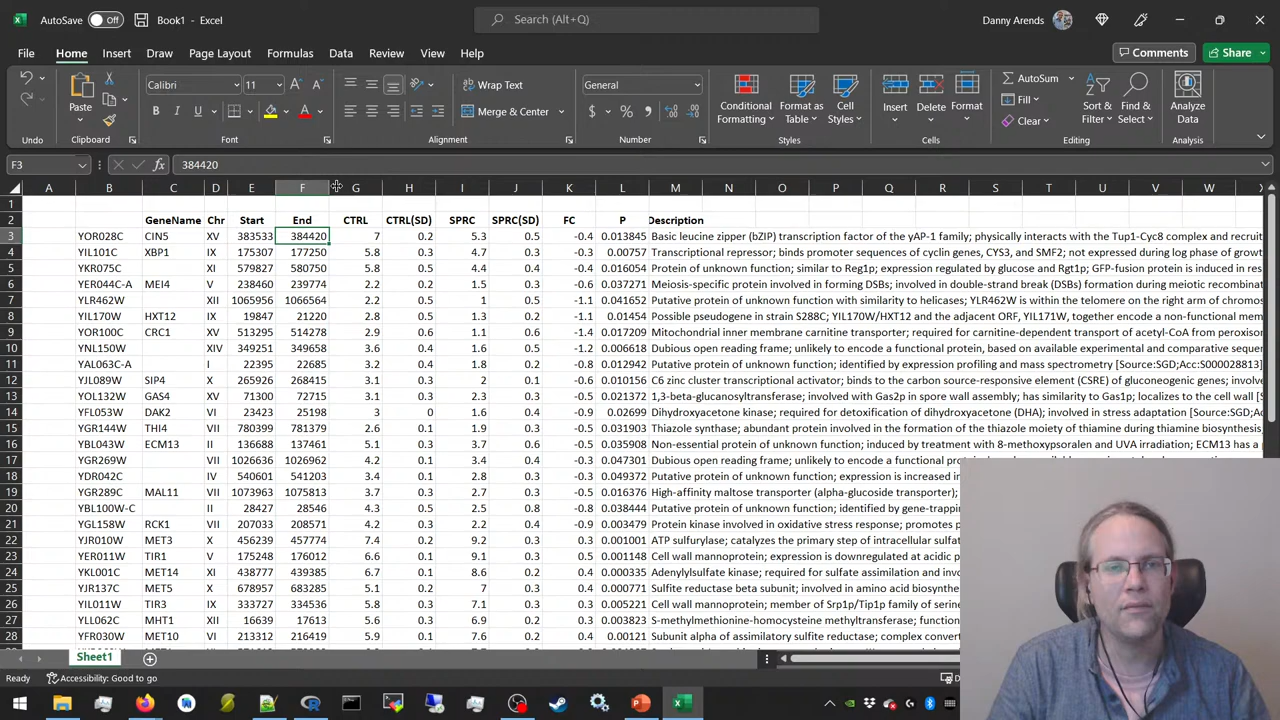 AutoSave Off Book1 - Excel Search (Alt+Q) Danny Arends
File Home Insert Draw Page Layout Formulas Data Review View Help Comments Share
Calibri 11 Wrap Text General AutoSum
Paste Merge & Center Conditional Formatting Format as Table Cell Styles Insert Delete Format Fill Clear Sort & Filter Find & Select Analyze Data
Undo Clipboard Font Alignment Number Styles Cells Editing Analysis
F3 fx 384420
A B C D E F G H I J K L M N O P Q R S T U V W X
1
2 GeneName Chr Start End CTRL CTRL(SD) SPRC SPRC(SD) FC P Description
3 YOR028C CIN5 XV 383533 384420 7 0.2 5.3 0.5 -0.4 0.013845 Basic leucine zipper (bZIP) transcription factor of the yAP-1 family; physically interacts with the Tup1-Cyc8 complex and recruit
4 YIL101C XBP1 IX 175307 177250 5.8 0.3 4.7 0.3 -0.3 0.00757 Transcriptional repressor; binds promoter sequences of cyclin genes, CYS3, and SMF2; not expressed during log phase of grow
5 YKR075C XI 579827 580750 5.8 0.5 4.4 0.4 -0.4 0.016054 Protein of unknown function; similar to Reg1p; expression regulated by glucose and Rgt1p; GFP-fusion protein is induced in res
6 YER044C-A MEI4 V 238460 239774 2.2 0.2 1.5 0.3 -0.6 0.037271 Meiosis-specific protein involved in forming DSBs; involved in double-strand break (DSBs) formation during meiotic recombinat
7 YLR462W XII 1065956 1066564 2.2 0.5 1 0.3 -1.1 0.041652 Putative protein of unknown function with similarity to helicases; YLR462W is within the telomere on the right arm of chromos
8 YIL170W HXT12 IX 19847 21220 2.8 0.3 1.3 0.2 -1.1 0.01454 Possible pseudogene in strain S288C; YIL170W/HXT12 and the adjacent ORF, YIL171W, together encode a non-functional mem
9 YOR100C CRC1 XV 513295 514278 2.9 0.6 1.1 0.6 -1.4 0.017209 Mitochondrial inner membrane carnitine transporter; required for carnitine-dependent transport of acetyl-CoA from peroxisor
10 YNL150W XIV 349251 349658 3.6 0.4 1.6 0.5 -1.2 0.006618 Dubious open reading frame; unlikely to encode a functional protein, based on available experimental and comparative sequen
11 YAL063C-A I 22395 22685 3.2 0.4 1.8 0.2 -0.8 0.012942 Putative protein of unknown function; identified by expression profiling and mass spectrometry [Source:SGD;Acc:S000028813]
12 YJL089W SIP4 X 265926 268415 3.1 0.3 2 0.1 -0.6 0.010156 C6 zinc cluster transcriptional activator; binds to the carbon source-responsive element (CSRE) of gluconeogenic genes; involv
13 YOL132W GAS4 XV 71300 72715 3.1 0.2 2.2 0.3 -0.5 0.021372 1,3-beta-glucanosyltransferase; involved with Gas2p in spore wall assembly; has similarity to Gas1p; localizes to the cell wall [S
14 YFL053W DAK2 VI 23423 25198 3 0 1.6 0.4 -0.9 0.02699 Dihydroxyacetone kinase; required for detoxification of dihydroxyacetone (DHA); involved in stress adaptation [Source:SGD;Ac
15 YGR144W THI4 VII 780399 781379 2.6 0.1 1.5 0.3 -0.8 0.031903 Thiazole synthase; abundant protein involved in the formation of the thiazole moiety of thiamine during thiamine biosynthesis
16 YBL043W ECM13 II 136688 137461 5.1 0.3 3.7 0.6 -0.5 0.035908 Non-essential protein of unknown function; induced by treatment with 8-methoxypsoralen and UVA irradiation; ECM13 has a
17 YGR269W VII 1026636 1026962 4.2 0.1 3.4 0.4 -0.3 0.047301 Dubious open reading frame; unlikely to encode a functional
18 YDR042C IV 540601 541203 3.4 0.1 2.8 0.3 -0.3 0.049372 Putative protein of unknown function; expression is increased i
19 YGR289C MAL11 VII 1073963 1075813 3.7 0.3 2.7 0.3 -0.5 0.016376 High-affinity maltose transporter (alpha-glucoside transporter);
20 YBL100W-C II 28427 28546 4.3 0.5 2.5 0.8 -0.8 0.038444 Putative protein of unknown function; identified by gene-trappin
21 YGL158W RCK1 VII 207033 208571 4.2 0.3 2.2 0.4 -0.9 0.003479 Protein kinase involved in oxidative stress response; promotes
22 YJR010W MET3 X 456239 457774 7.4 0.2 9.2 0.3 0.3 0.001001 ATP sulfurylase; catalyzes the primary step of intracellular sulfat
23 YER011W TIR1 V 175248 176012 6.6 0.1 9.1 0.3 0.5 0.001148 Cell wall mannoprotein; expression is downregulated at acidic p
24 YKL001C MET14 XI 438777 439385 6.7 0.1 8.6 0.2 0.4 0.000335 Adenylylsulfate kinase; required for sulfate assimilation and invol
25 YJR137C MET5 X 678957 683285 5.1 0.2 7 0.3 0.5 0.001183 Sulfite reductase beta subunit; involved in amino acid biosynthes
26 YIL011W TIR3 IX 333727 334536 5.8 0.3 7.1 0.3 0.3 0.005221 Cell wall mannoprotein; member of Srp1p/Tip1p family of serine
27 YLL062C MHT1 XII 16639 17613 5.6 0.3 6.9 0.2 0.3 0.003823 S-methylmethionine-homocysteine methyltransferase; function
28 YFR030W MET10 VI 213312 216419 5.9 0.1 7.6 0.2 0.4 0.00121 Subunit alpha of assimilatory sulfite reductase; complex convert
Sheet1
Ready Accessibility: Good to go